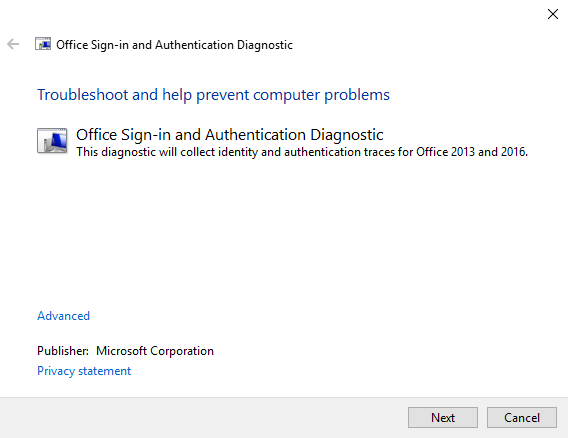 Office Sign-in and Authentication Diagnostic
Troubleshoot and help prevent computer problems
Office Sign-in and Authentication Diagnostic
This diagnostic will collect identity and authentication traces for Office 2013 and 2016.
Advanced
Publisher: Microsoft Corporation
Privacy statement
Next Cancel